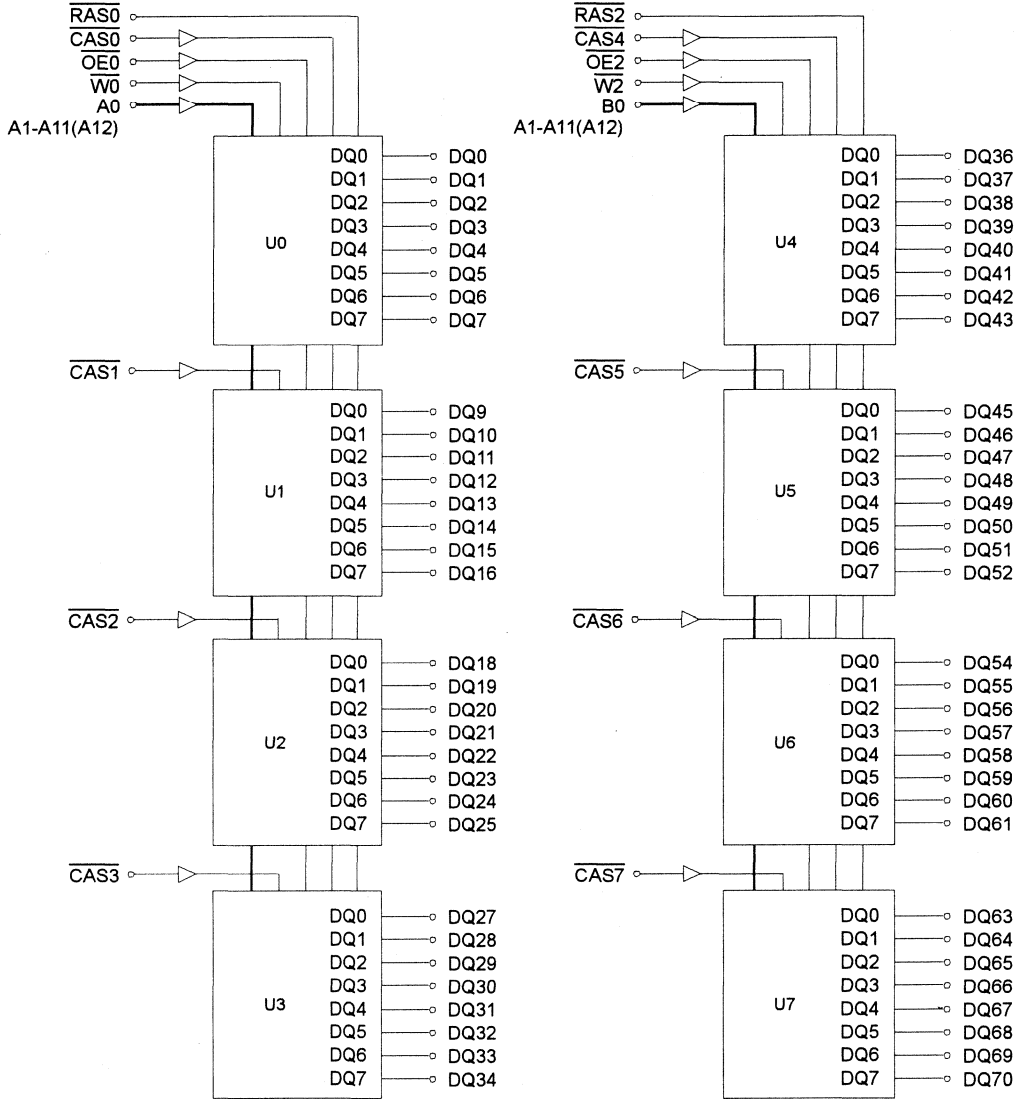 RAS0
CAS0
OE0
W0
A0
A1-A11(A12)
U0
DQ0 DQ0
DQ1 DQ1
DQ2 DQ2
DQ3 DQ3
DQ4 DQ4
DQ5 DQ5
DQ6 DQ6
DQ7 DQ7
CAS1
U1
DQ0 DQ9
DQ1 DQ10
DQ2 DQ11
DQ3 DQ12
DQ4 DQ13
DQ5 DQ14
DQ6 DQ15
DQ7 DQ16
CAS2
U2
DQ0 DQ18
DQ1 DQ19
DQ2 DQ20
DQ3 DQ21
DQ4 DQ22
DQ5 DQ23
DQ6 DQ24
DQ7 DQ25
CAS3
U3
DQ0 DQ27
DQ1 DQ28
DQ2 DQ29
DQ3 DQ30
DQ4 DQ31
DQ5 DQ32
DQ6 DQ33
DQ7 DQ34
RAS2
CAS4
OE2
W2
B0
A1-A11(A12)
U4
DQ0 DQ36
DQ1 DQ37
DQ2 DQ38
DQ3 DQ39
DQ4 DQ40
DQ5 DQ41
DQ6 DQ42
DQ7 DQ43
CAS5
U5
DQ0 DQ45
DQ1 DQ46
DQ2 DQ47
DQ3 DQ48
DQ4 DQ49
DQ5 DQ50
DQ6 DQ51
DQ7 DQ52
CAS6
U6
DQ0 DQ54
DQ1 DQ55
DQ2 DQ56
DQ3 DQ57
DQ4 DQ58
DQ5 DQ59
DQ6 DQ60
DQ7 DQ61
CAS7
U7
DQ0 DQ63
DQ1 DQ64
DQ2 DQ65
DQ3 DQ66
DQ4 DQ67
DQ5 DQ68
DQ6 DQ69
DQ7 DQ70